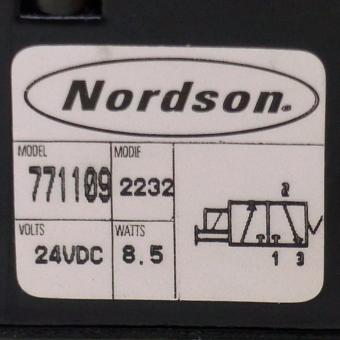 Nordson®
MODEL
771109
MODIF
2232
VOLTS
24VDC
WATTS
8.5
2
1 3